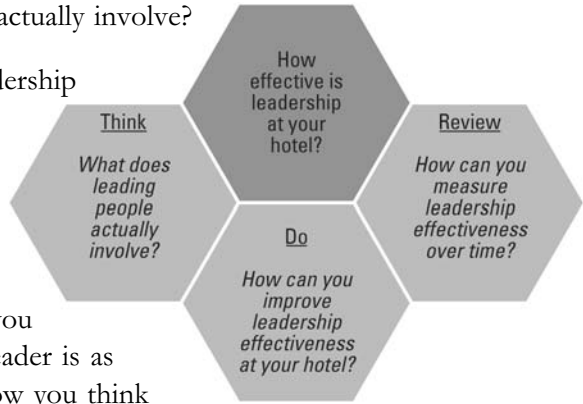 actually involve?
dership
How
effective is
leadership
at your
hotel?
Think
What does
leading
people
actually
involve?
Review
How can you
measure
leadership
effectiveness
over time?
Do
How can you
improve
leadership
effectiveness
at your hotel?
you
eader is as
ow you think